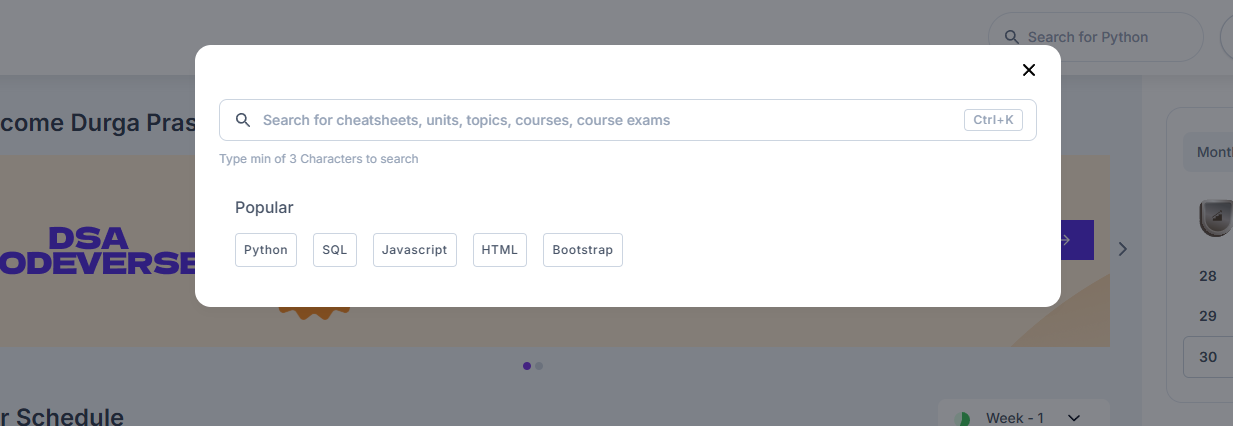 Search for Python
Search for cheatsheets, units, topics, courses, course exams
Ctrl+K
Type min of 3 Characters to search
come Durga Pras
Mont
Popular
Python
SQL
Javascript
HTML
Bootstrap
DSA
ODEVERSE
28
29
30
r Schedule
Week - 1